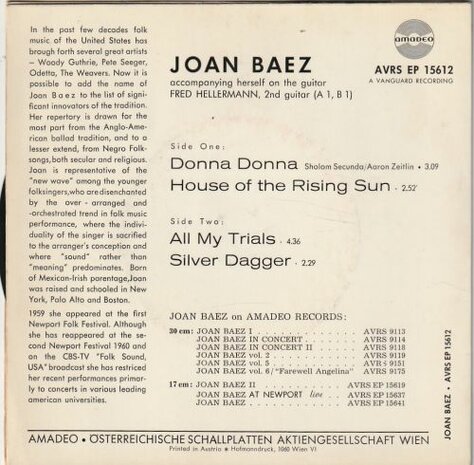 In the past few decades folk
music of the United States has
brough forth several great artists
– Woody Guthrie, Pete Seeger,
Odetta, The Weavers. Now it is
possible to add the name of
Joan Baez to the list of signi-
ficant innovators of the tradition.
Her repertory is drawn for the
most part from the Anglo-Ame-
rican ballad tradition, and to a
lesser extend, from Negro Folk-
songs, both secular and religious.
Joan is representative of the
"new wave" among the younger
folksingers, who are disenchanted
by the over - arranged and
-orchestrated trend in folk music
performance, where the indivi-
duality of the singer is sacrified
to the arranger's conception and
where "sound" rather than
"meaning" predominates. Born
of Mexican-Irish parentage, Joan
was raised and schooled in New
York, Palo Alto and Boston.
1959 she appeared at the first
Newport Folk Festival. Although
she has reappeared at the se-
cond Newport Festival 1960 and
on the CBS-TV "Folk Sound,
USA" broadcast she has restriced
her recent performances primar-
ly to concerts in various leading
american universities.
amadeo
JOAN BAEZ
AVRS EP 15612
accompanying herself on the guitar
A VANGUARD RECORDING
FRED HELLERMANN, 2nd guitar (A 1, B 1)
Side One:
Donna Donna Sholom Secunda/Aaron Zeitlin • 3.09
House of the Rising Sun • 2.52'
Side Two:
All My Trials • 4.36
Silver Dagger • 2.29
JOAN BAEZ on AMADEO RECORDS:
30 cm: JOAN BAEZ I . . . . . . . . . . . . AVRS 9113
JOAN BAEZ IN CONCERT . . . . . . AVRS 9114
JOAN BAEZ IN CONCERT II . . . . . AVRS 9118
JOAN BAEZ vol. 2 . . . . . . . . . . AVRS 9119
JOAN BAEZ vol. 5 . . . . . . . . . . AVRS 9151
JOAN BAEZ vol. 6 / "Farewell Angelina" AVRS 9175
17 cm: JOAN BAEZ II . . . . . . . . . . AVRS EP 15619
JOAN BAEZ AT NEWPORT live . . AVRS EP 15637
JOAN BAEZ . . . . . . . . . . AVRS EP 15641
JOAN BAEZ • AVRS EP 15612
AMADEO • ÖSTERREICHISCHE SCHALLPLATTEN AKTIENGESELLSCHAFT WIEN
Printed in Austria • Hofmanndruck, 1060 Wien VI